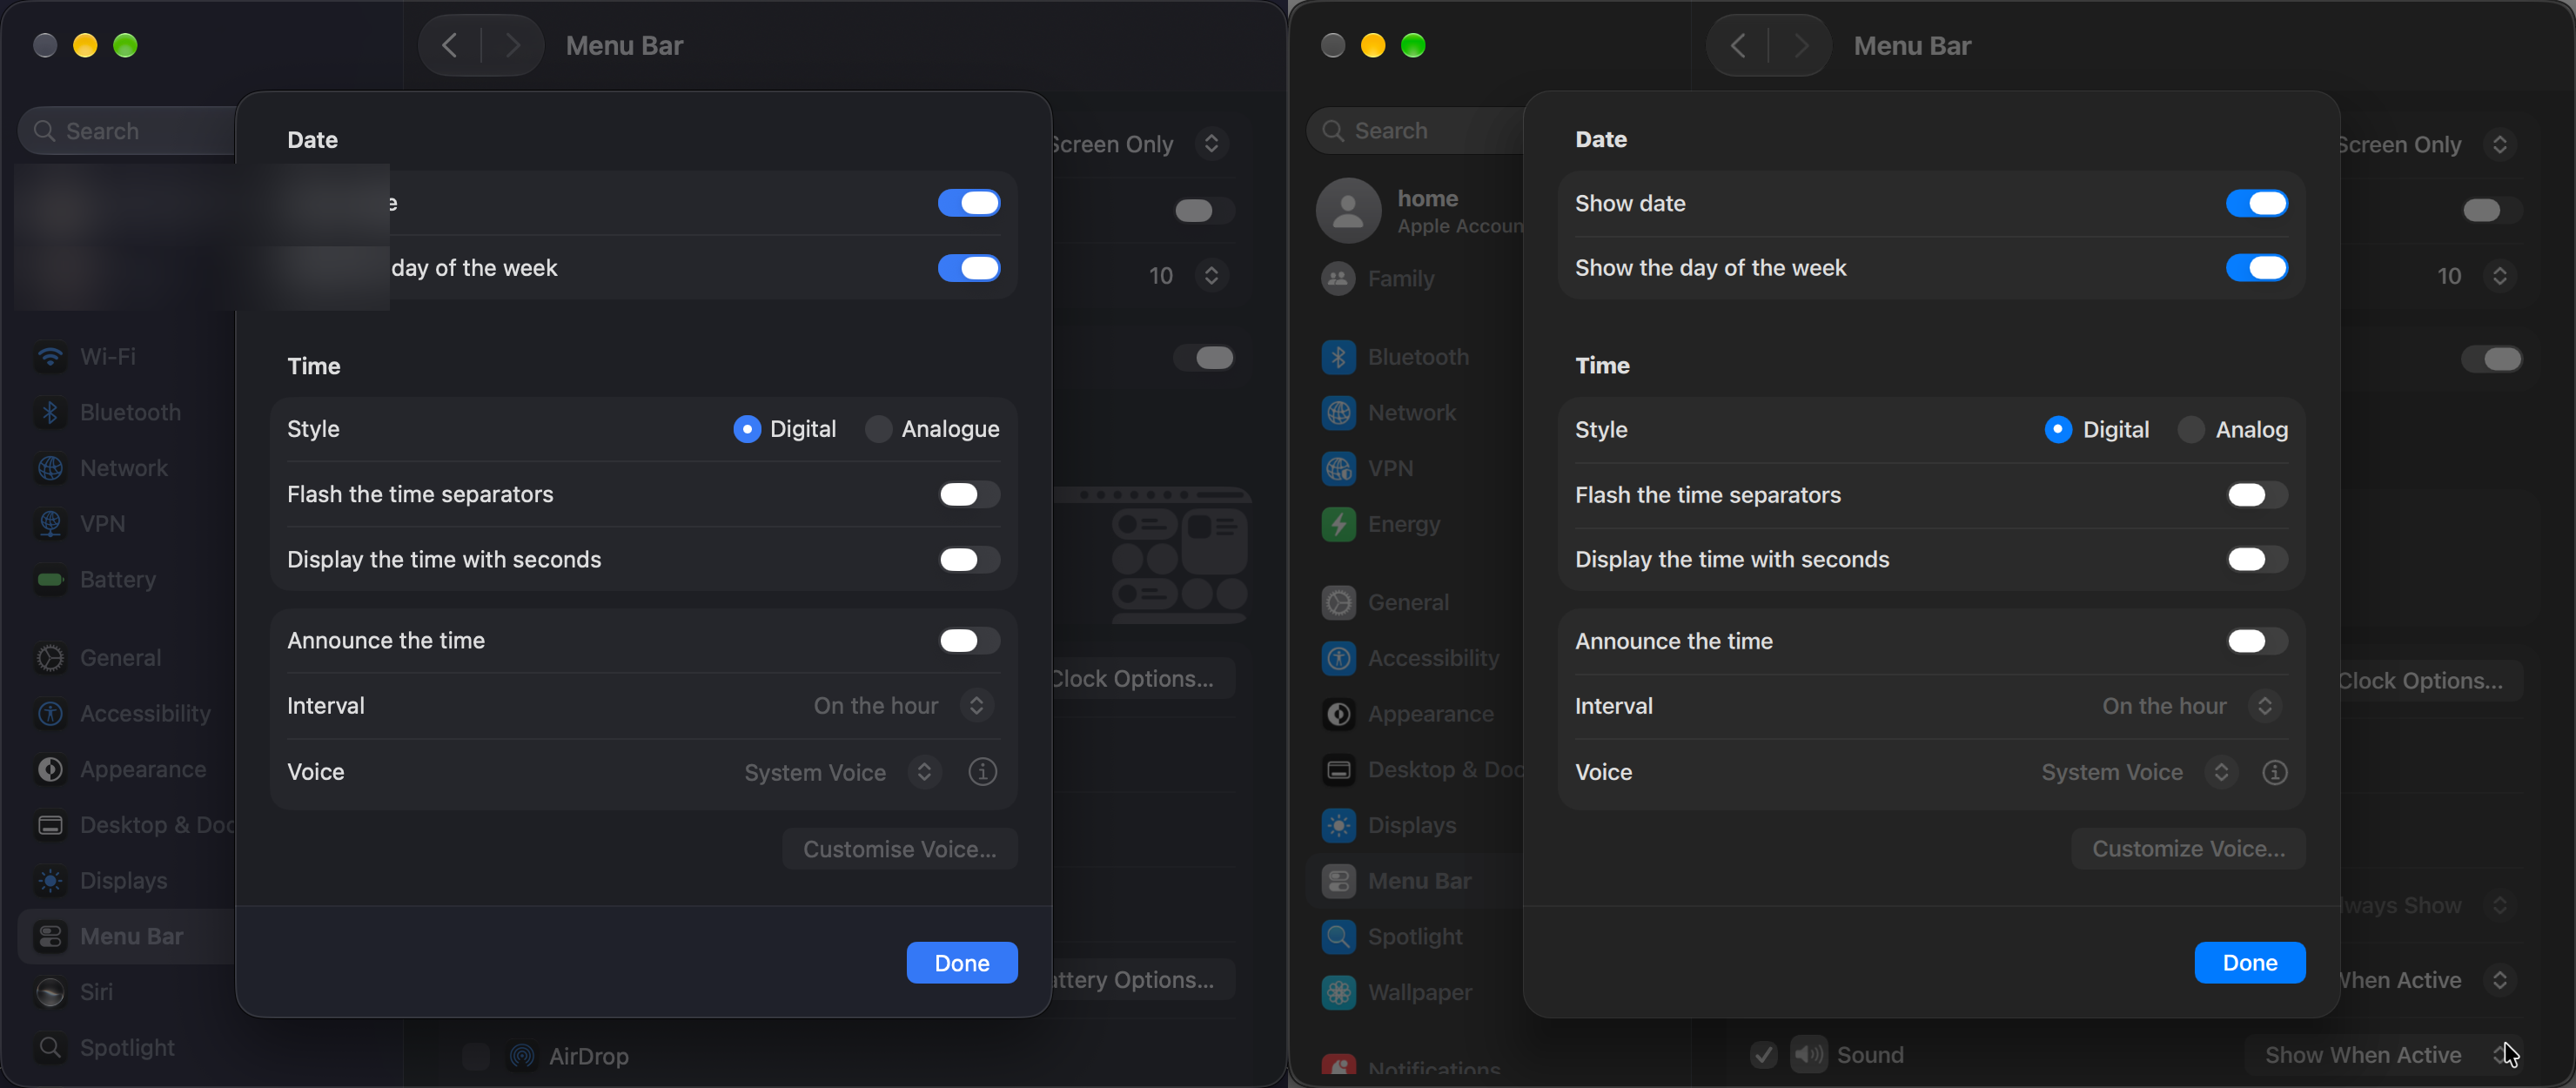 Menu Bar
Search
Date
e
day of the week
Time
Style
Digital
Analogue
Flash the time separators
Display the time with seconds
Announce the time
Interval
On the hour
Voice
System Voice
Customise Voice...
Done
Wi-Fi
Bluetooth
Network
VPN
Battery
General
Accessibility
Appearance
Desktop & Doc
Displays
Menu Bar
Siri
Spotlight
Screen Only
10
Clock Options...
attery Options...
AirDrop
Menu Bar
Search
home
Apple Accoun
Family
Bluetooth
Network
VPN
Energy
General
Accessibility
Appearance
Desktop & Doc
Displays
Menu Bar
Spotlight
Wallpaper
Notifications
Date
Show date
Show the day of the week
Time
Style
Digital
Analog
Flash the time separators
Display the time with seconds
Announce the time
Interval
On the hour
Voice
System Voice
Customize Voice...
Done
Screen Only
10
Clock Options...
lways Show
When Active
Sound
Show When Active